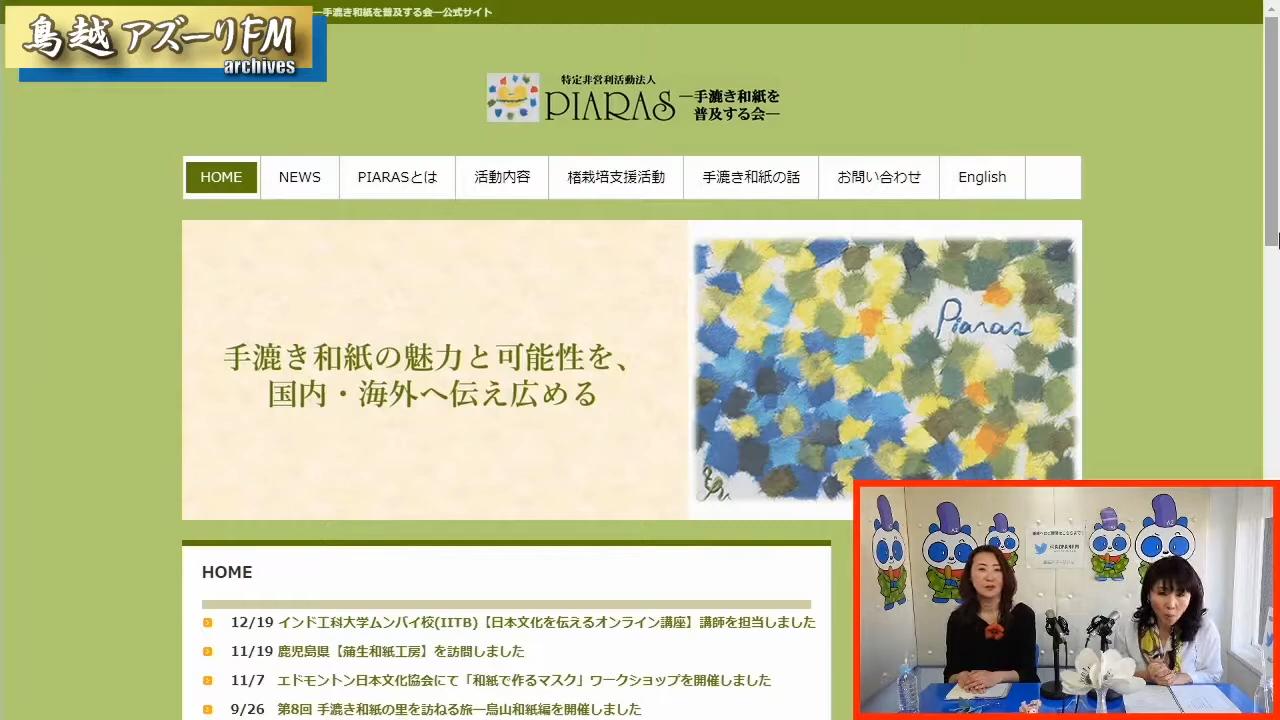 鳥越アズーリFM
archives
―手漉き和紙を普及する会―公式サイト
特定非営利活動法人
PIARAS
―手漉き和紙を
普及する会―
HOME
NEWS
PIARASとは
活動内容
楮栽培支援活動
手漉き和紙の話
お問い合わせ
English
手漉き和紙の魅力と可能性を、
国内・海外へ伝え広める
Piaras
HOME
12/19 インド工科大学ムンバイ校(IITB)【日本文化を伝えるオンライン講座】講師を担当しました
11/19 鹿児島県【蒲生和紙工房】を訪問しました
11/7 エドモントン日本文化協会にて「和紙で作るマスク」ワークショップを開催しました
9/26 第8回 手漉き和紙の里を訪ねる旅―烏山和紙編を開催しました